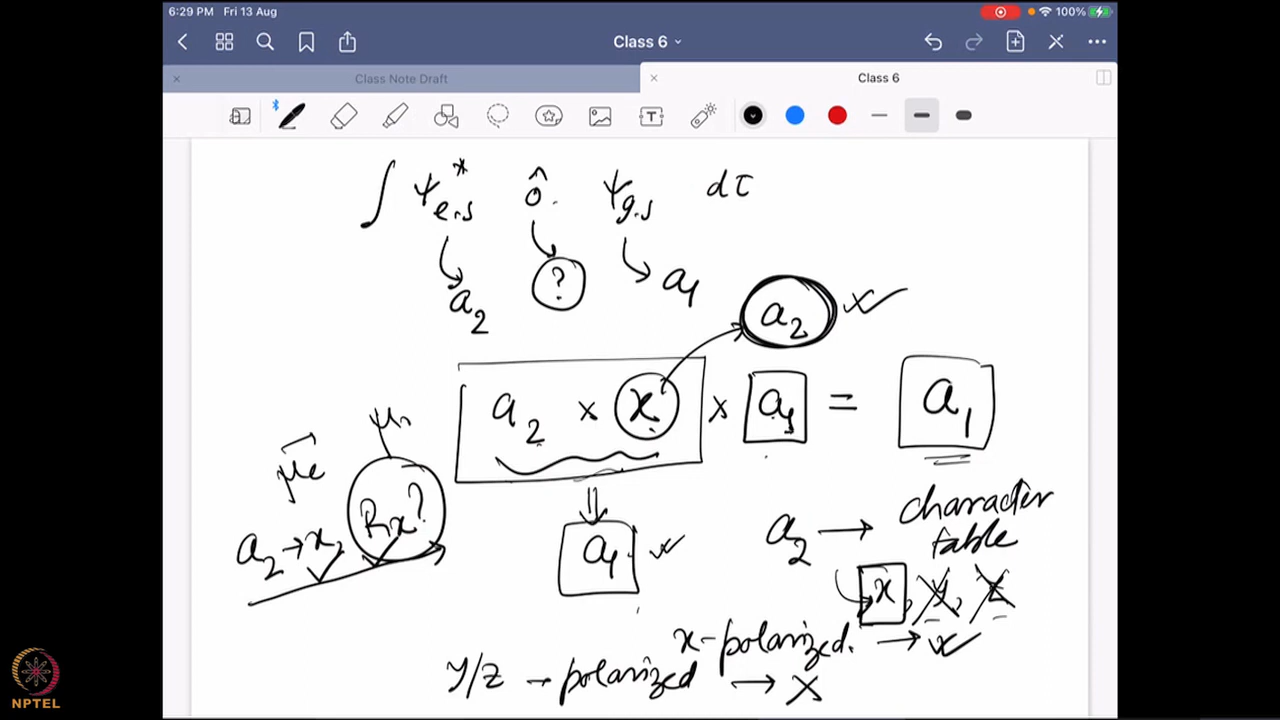 6:29 PM Fri 13 Aug
100%
Class 6
Class Note Draft
Class 6
∫ ψ*e.s ô. ψg.s dτ
a2 ? a1
a2 ✓
a2 × x × a1 = a1
μe μn
Rx?
a2 → x, ✓
a1 ✓
a2 → character table
x, y, z
x-polarized. → ✓
y/z - polarized → ×
NPTEL